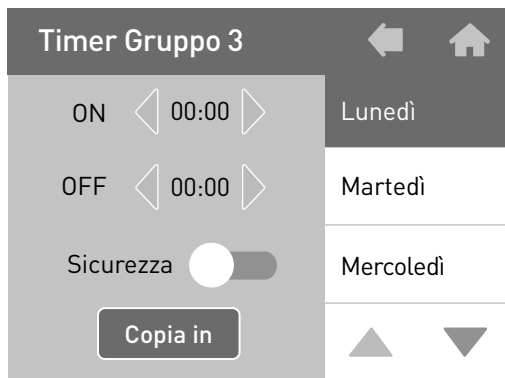 Timer Gruppo 3
ON 00:00
OFF 00:00
Sicurezza
Copia in
Lunedì
Martedì
Mercoledì